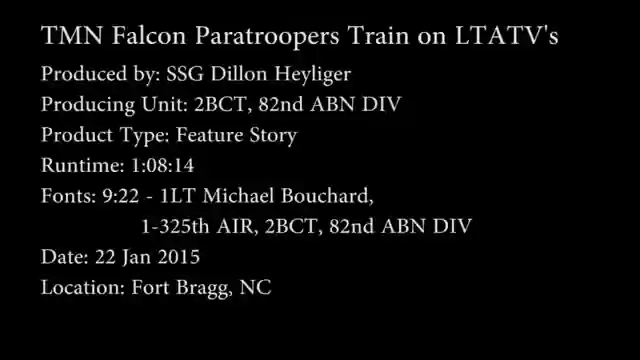 TMN Falcon Paratroopers Train on LTATV's
Produced by: SSG Dillon Heyliger
Producing Unit: 2BCT, 82nd ABN DIV
Product Type: Feature Story
Runtime: 1:08:14
Fonts: 9:22 - 1LT Michael Bouchard,
1-325th AIR, 2BCT, 82nd ABN DIV
Date: 22 Jan 2015
Location: Fort Bragg, NC